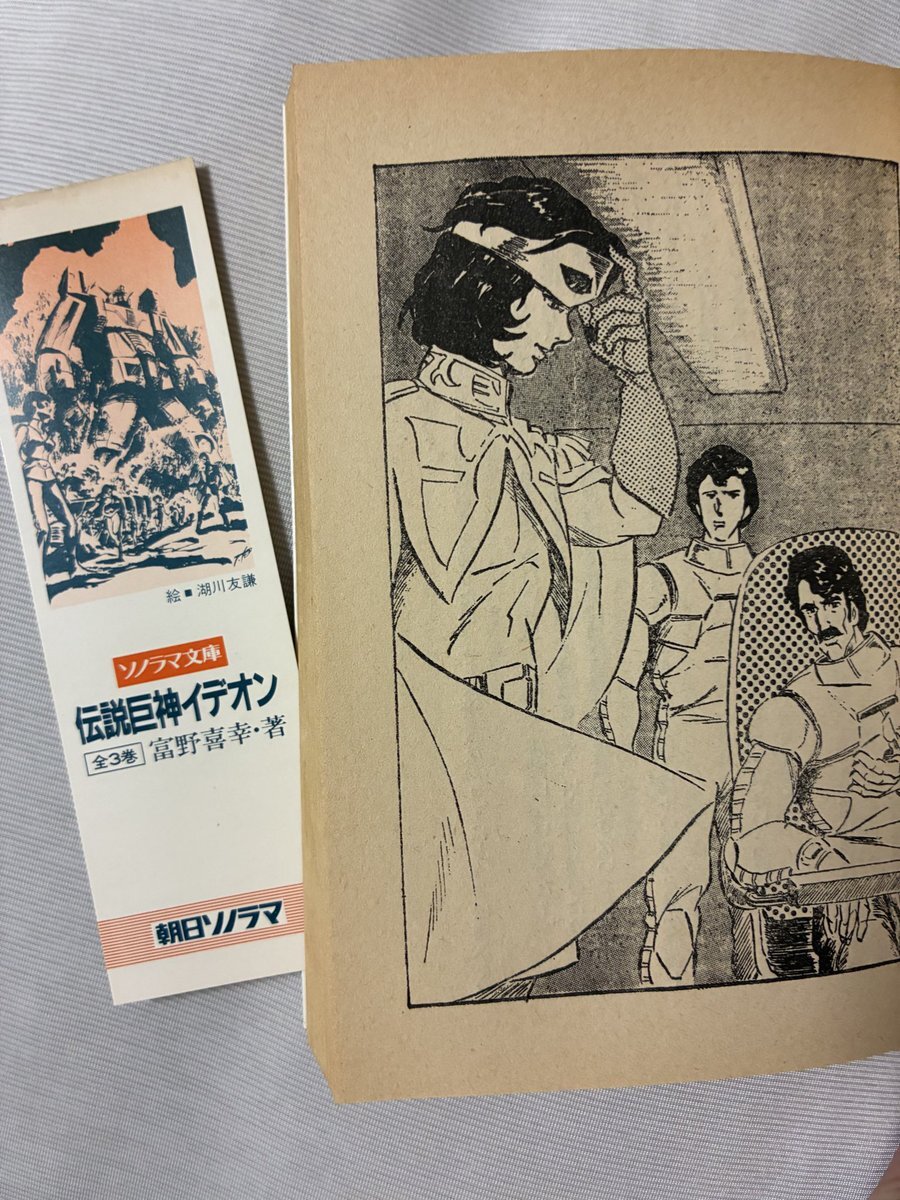 絵■湖川友謙
ソノラマ文庫
伝説巨神イデオン
全3巻 富野喜幸・著
朝日ソノラマ